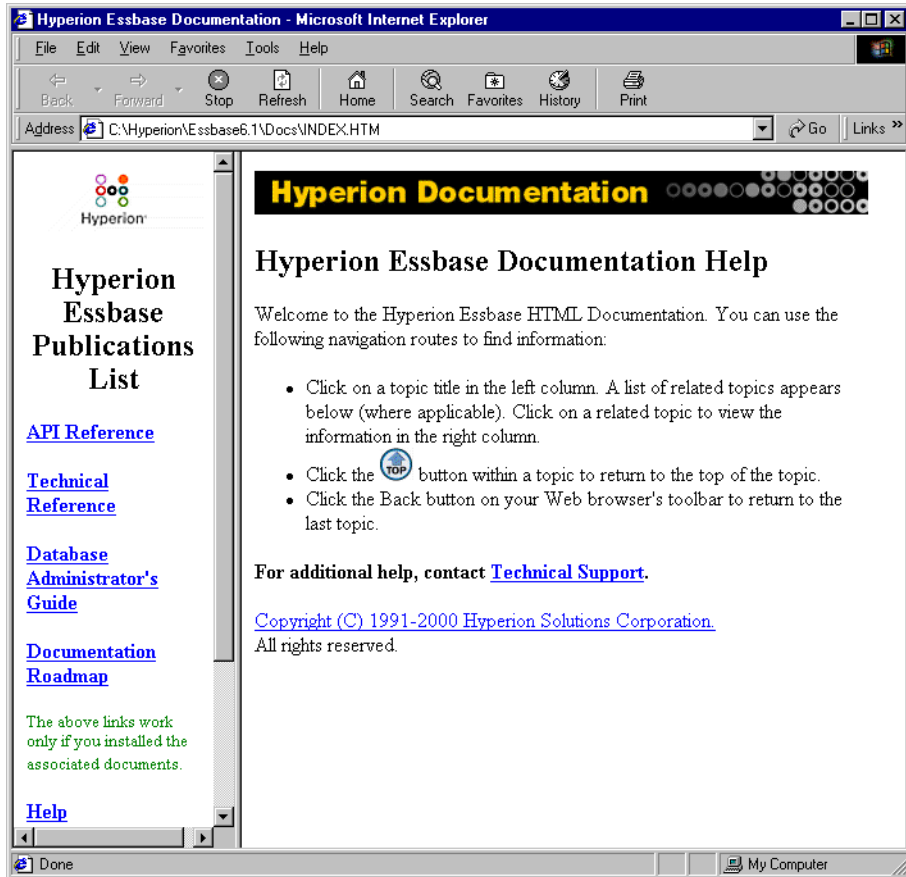 Hyperion Essbase Documentation - Microsoft Internet Explorer
File Edit View Favorites Tools Help
Back Forward Stop Refresh Home Search Favorites History Print
Address C:\Hyperion\Essbase6.1\Docs\INDEX.HTM Go Links »
Hyperion
Hyperion
Essbase
Publications
List
API Reference
Technical
Reference
Database
Administrator's
Guide
Documentation
Roadmap
The above links work
only if you installed the
associated documents.
Help
Hyperion Documentation
Hyperion Essbase Documentation Help
Welcome to the Hyperion Essbase HTML Documentation. You can use the
following navigation routes to find information:
• Click on a topic title in the left column. A list of related topics appears
below (where applicable). Click on a related topic to view the
information in the right column.
• Click the TOP button within a topic to return to the top of the topic.
• Click the Back button on your Web browser's toolbar to return to the
last topic.
For additional help, contact Technical Support.
Copyright (C) 1991-2000 Hyperion Solutions Corporation.
All rights reserved.
Done My Computer